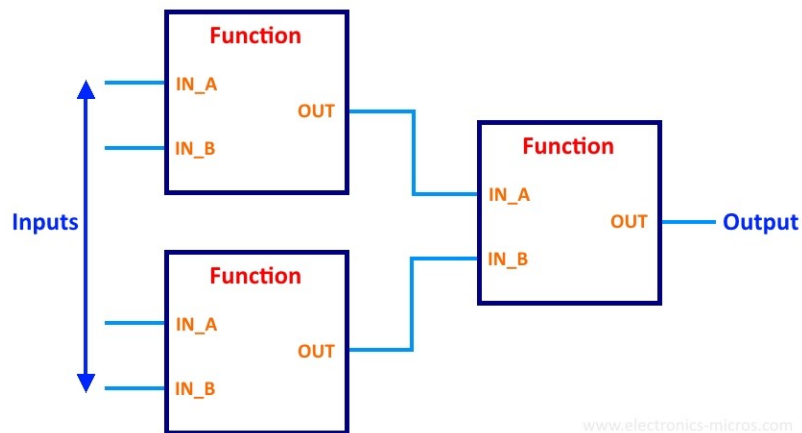 Function
IN_A
OUT
IN_B
Function
IN_A
OUT
IN_B
Inputs
Output
Function
IN_A
OUT
IN_B
www.electronics-micros.com